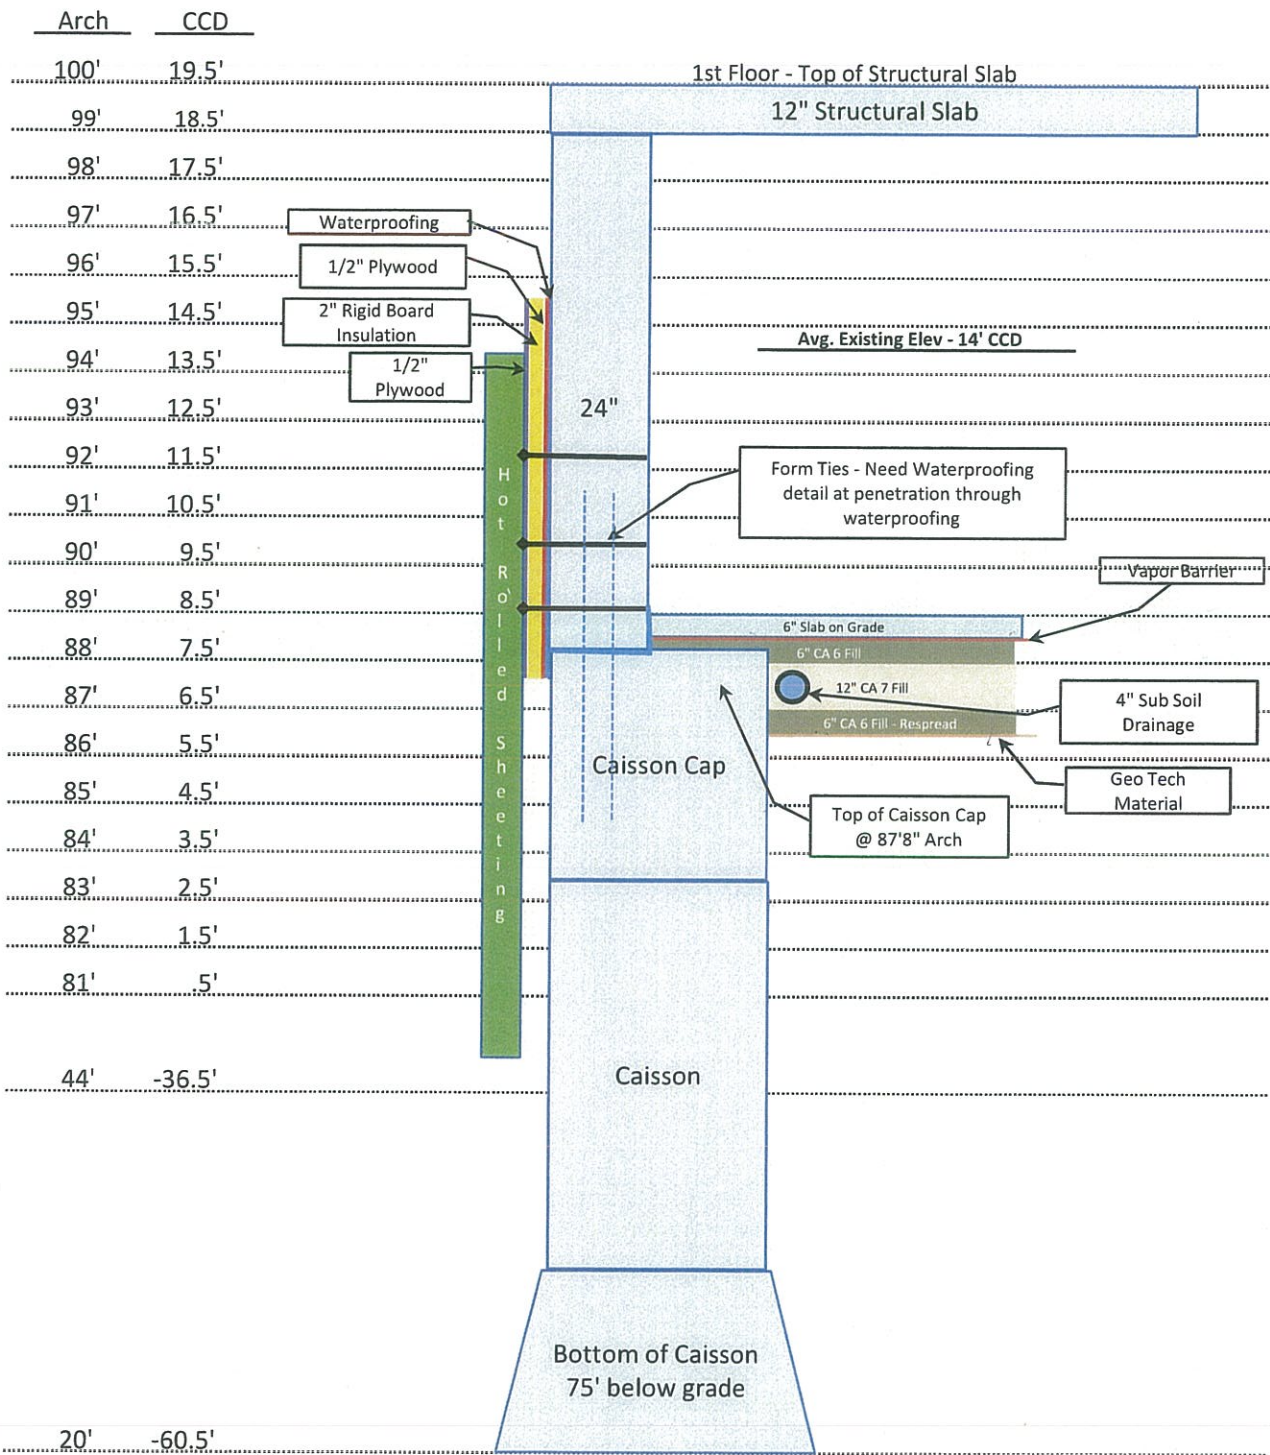 Arch CCD
100' 19.5'
1st Floor - Top of Structural Slab
99' 18.5'
12" Structural Slab
98' 17.5'
97' 16.5'
Waterproofing
96' 15.5'
1/2" Plywood
95' 14.5'
2" Rigid Board
Insulation
Avg. Existing Elev - 14' CCD
94' 13.5'
1/2"
Plywood
93' 12.5'
24"
92' 11.5'
Form Ties - Need Waterproofing
detail at penetration through
waterproofing
91' 10.5'
90' 9.5'
Vapor Barrier
89' 8.5'
6" Slab on Grade
88' 7.5'
6" CA 6 Fill
87' 6.5'
12" CA 7 Fill
4" Sub Soil
Drainage
6" CA 6 Fill - Respread
86' 5.5'
Hot Rolled Sheeting
Caisson Cap
85' 4.5'
Geo Tech
Material
84' 3.5'
Top of Caisson Cap
@ 87'8" Arch
83' 2.5'
82' 1.5'
81' .5'
44' -36.5'
Caisson
Bottom of Caisson
75' below grade
20' -60.5'